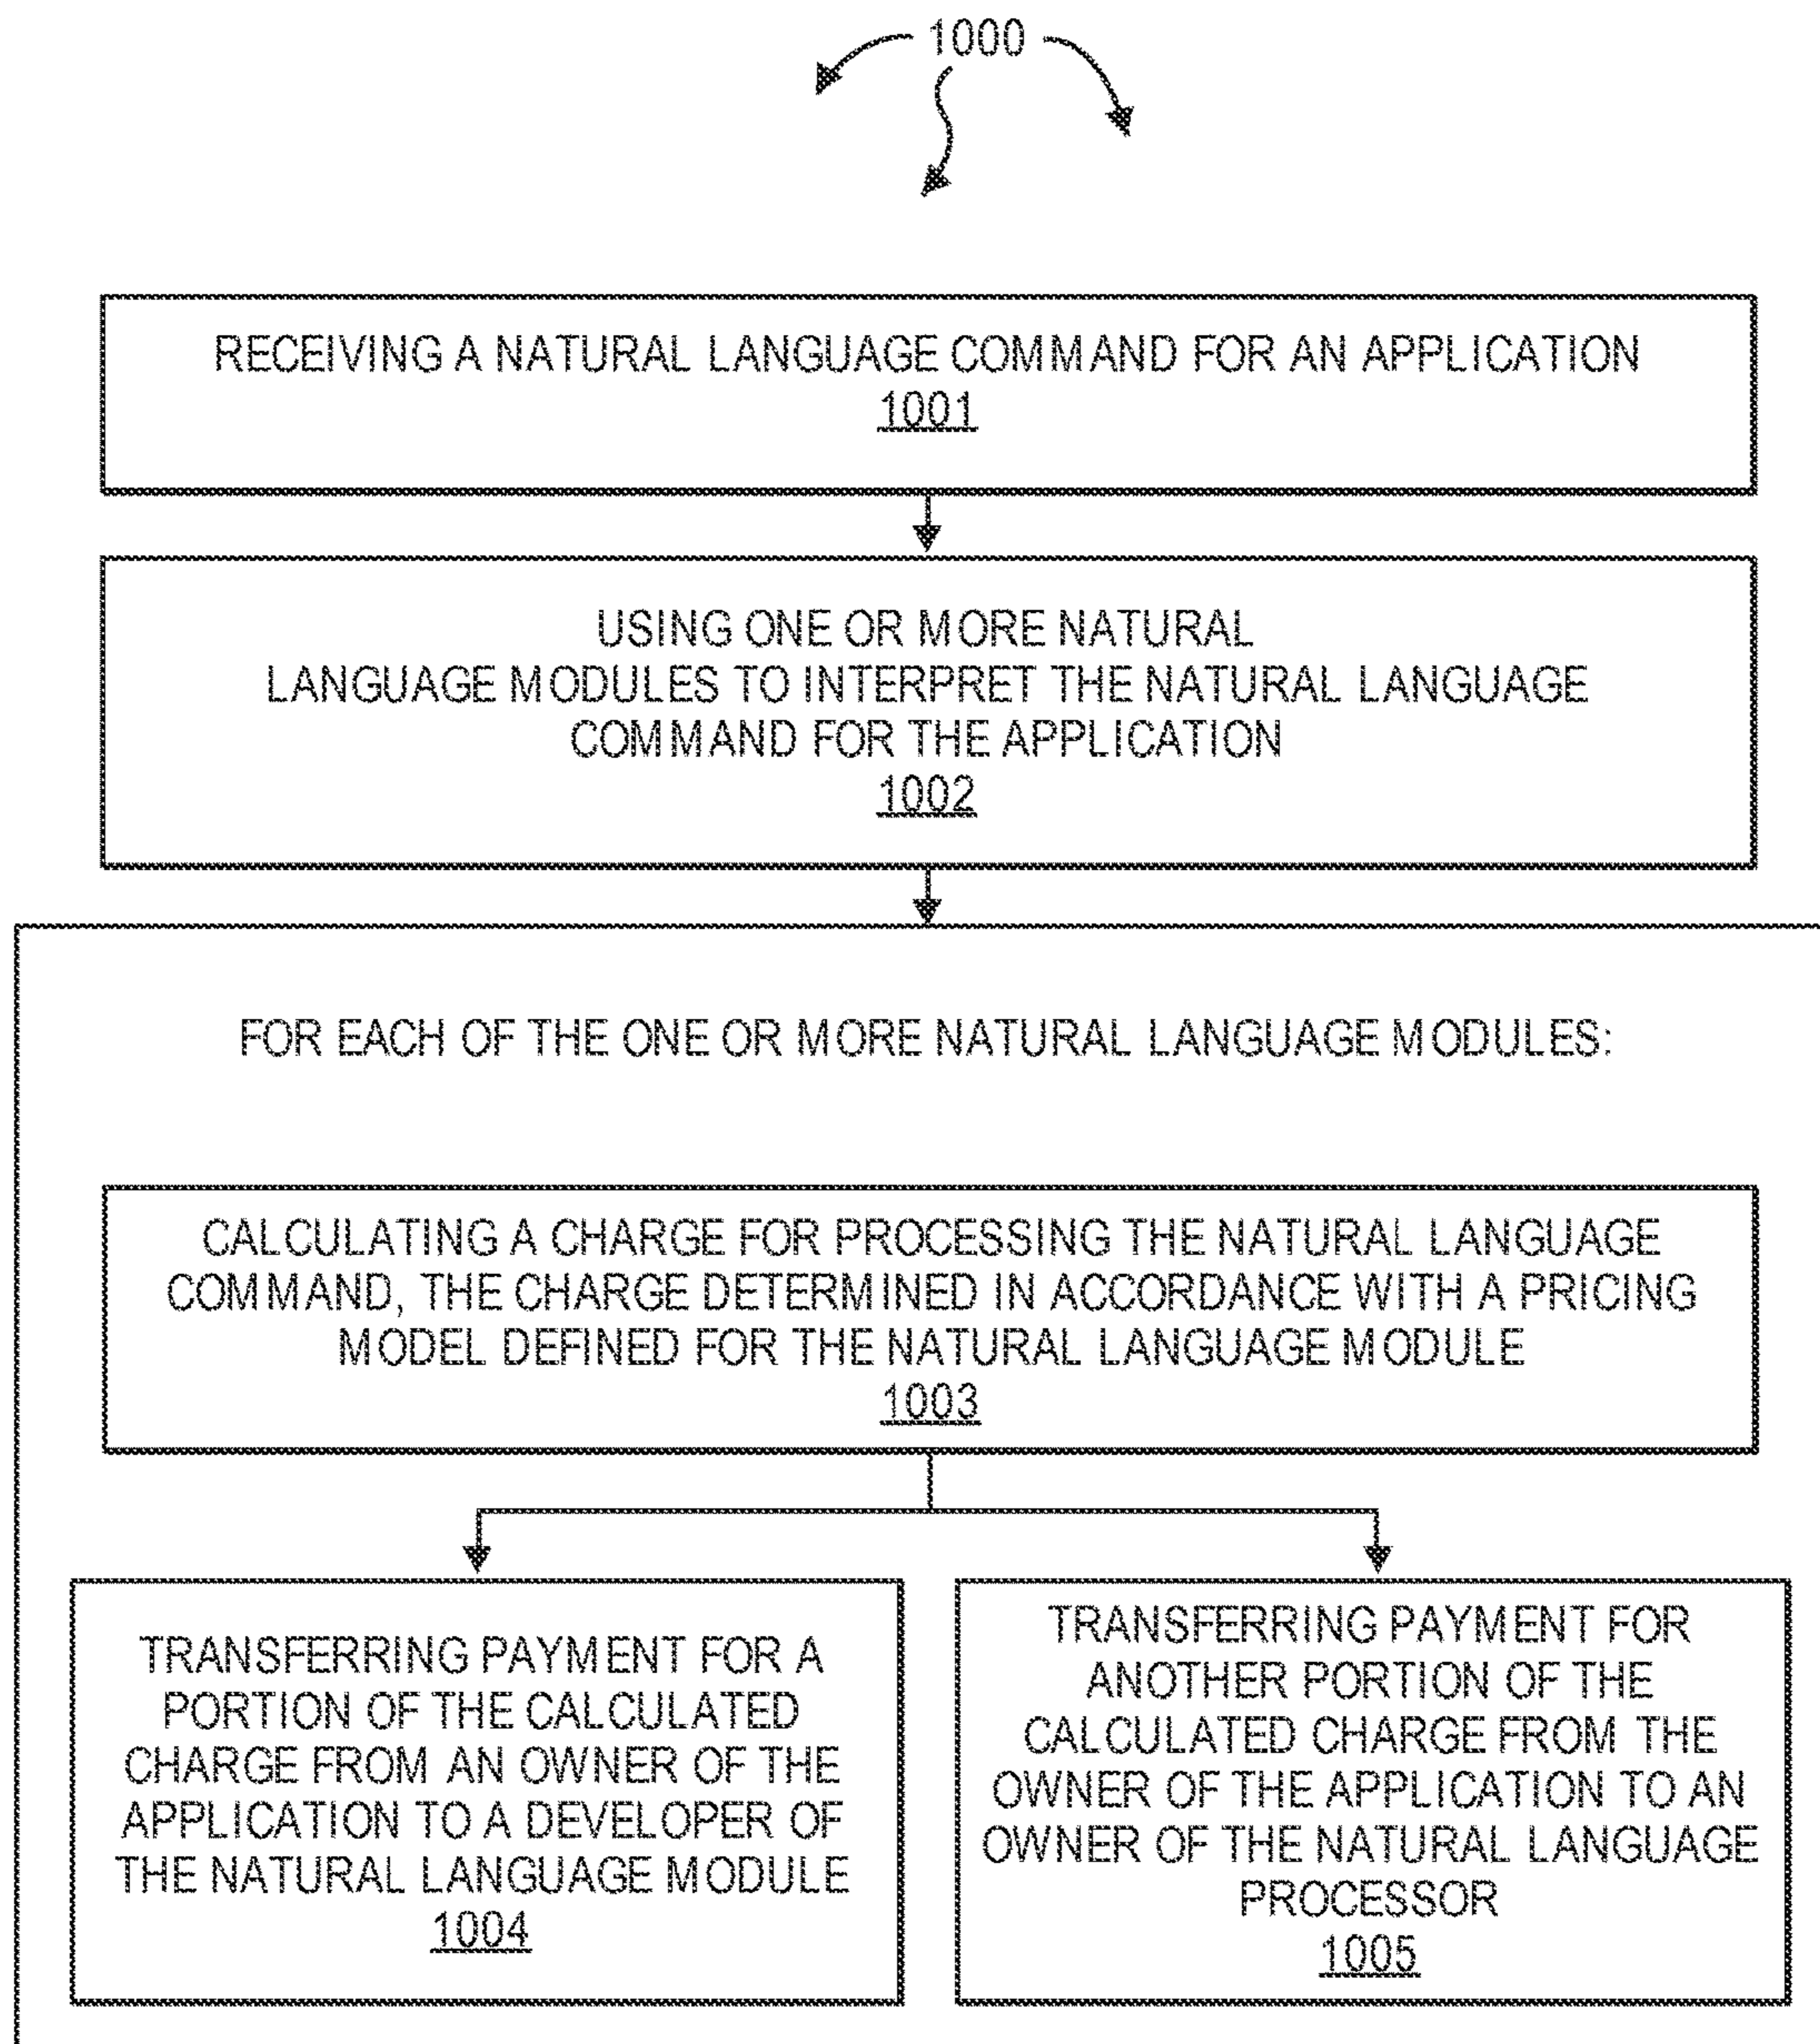 1000
RECEIVING A NATURAL LANGUAGE COMMAND FOR AN APPLICATION
1001
USING ONE OR MORE NATURAL
LANGUAGE MODULES TO INTERPRET THE NATURAL LANGUAGE
COMMAND FOR THE APPLICATION
1002
FOR EACH OF THE ONE OR MORE NATURAL LANGUAGE MODULES:
CALCULATING A CHARGE FOR PROCESSING THE NATURAL LANGUAGE
COMMAND, THE CHARGE DETERMINED IN ACCORDANCE WITH A PRICING
MODEL DEFINED FOR THE NATURAL LANGUAGE MODULE
1003
TRANSFERRING PAYMENT FOR A
PORTION OF THE CALCULATED
CHARGE FROM AN OWNER OF THE
APPLICATION TO A DEVELOPER OF
THE NATURAL LANGUAGE MODULE
1004
TRANSFERRING PAYMENT FOR
ANOTHER PORTION OF THE
CALCULATED CHARGE FROM THE
OWNER OF THE APPLICATION TO AN
OWNER OF THE NATURAL LANGUAGE
PROCESSOR
1005